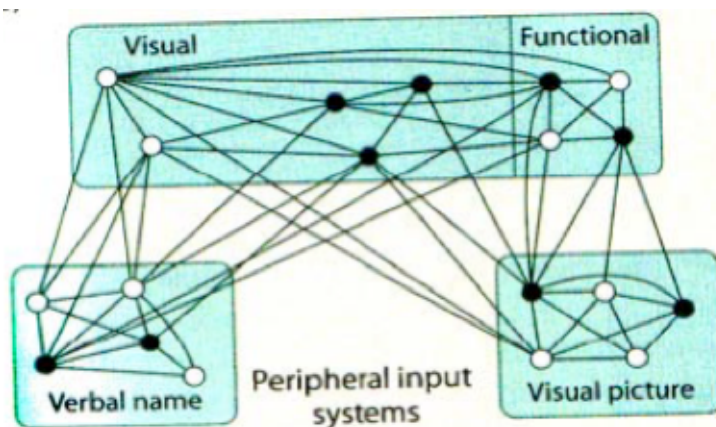 Visual
Functional
Verbal name
Peripheral input
systems
Visual picture